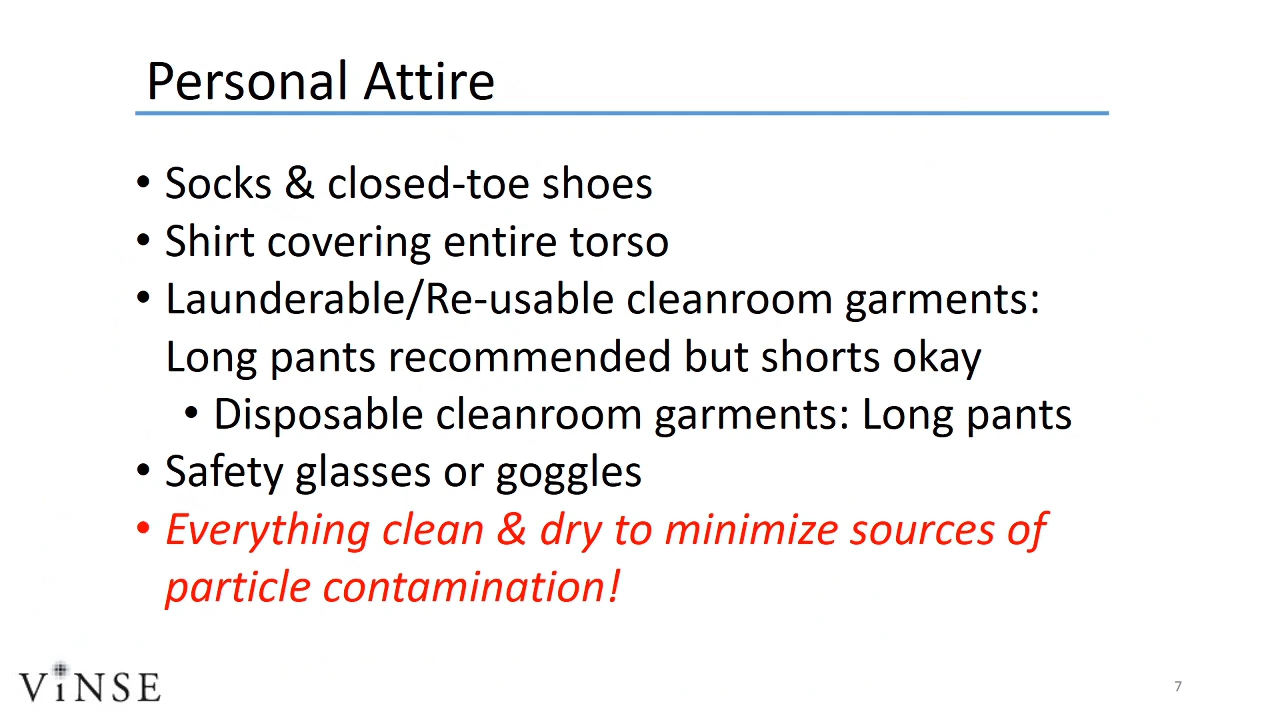 Personal Attire
• Socks & closed-toe shoes
• Shirt covering entire torso
• Launderable/Re-usable cleanroom garments:
Long pants recommended but shorts okay
• Disposable cleanroom garments: Long pants
• Safety glasses or goggles
• Everything clean & dry to minimize sources of
particle contamination!
ViNSE
7